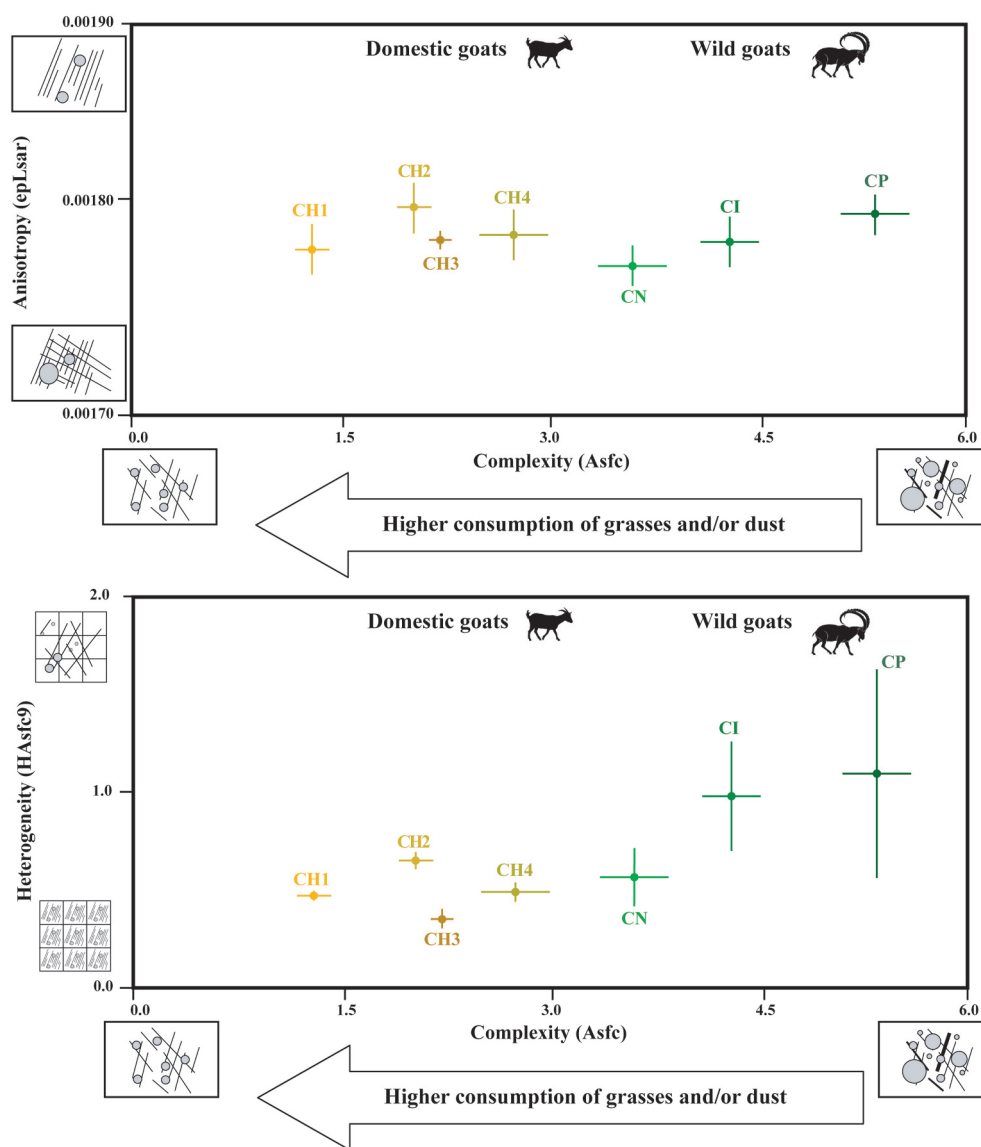 0.00190
Domestic goats
Wild goats
Anisotropy (epLsar)
CH2
CP
0.00180
CH1
CH4
CI
CH3
CN
0.00170
0.0
1.5
3.0
4.5
6.0
Complexity (Asfc)
Higher consumption of grasses and/or dust
2.0
Domestic goats
Wild goats
CP
Heterogeneity (HAsfc9)
CI
1.0
CH2
CH1
CH4
CN
CH3
0.0
0.0
1.5
3.0
4.5
6.0
Complexity (Asfc)
Higher consumption of grasses and/or dust